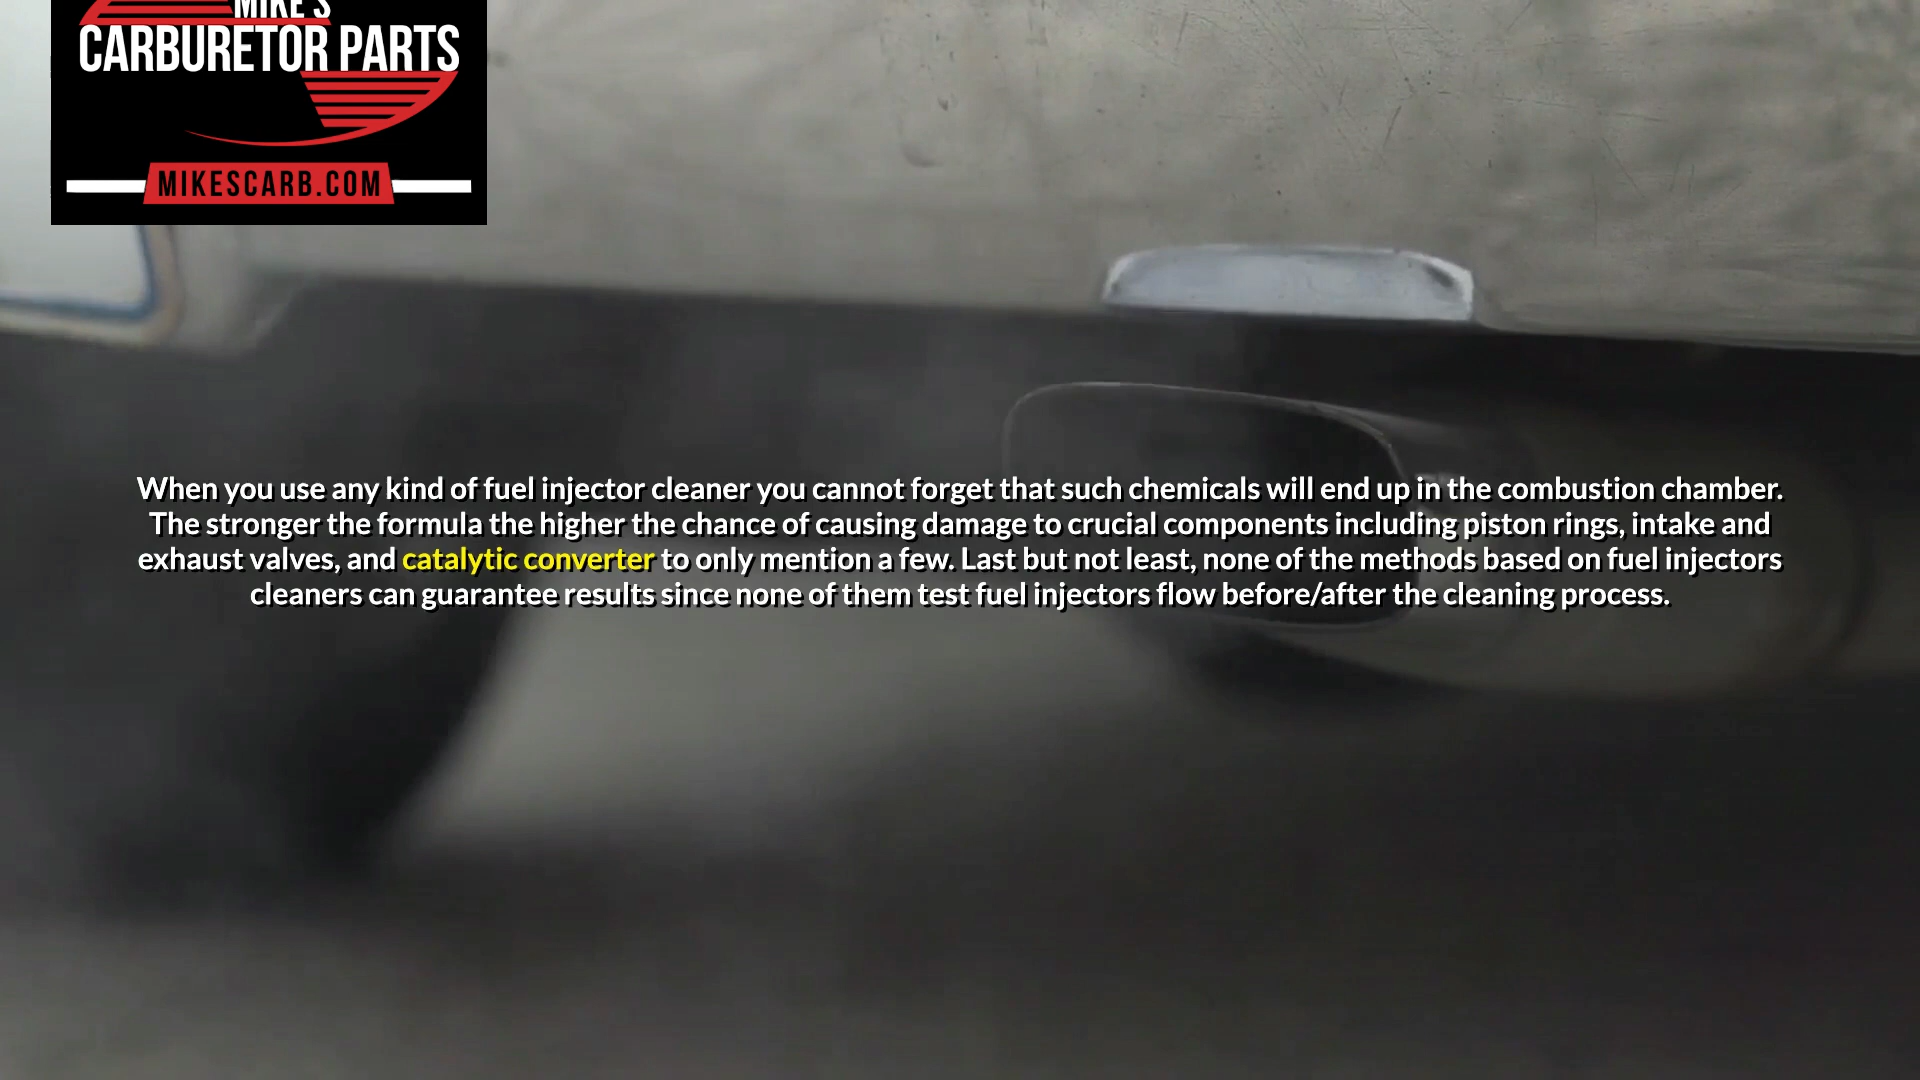 MIKE'S
CARBURETOR PARTS
MIKESCARB.COM
When you use any kind of fuel injector cleaner you cannot forget that such chemicals will end up in the combustion chamber.
The stronger the formula the higher the chance of causing damage to crucial components including piston rings, intake and
exhaust valves, and catalytic converter to only mention a few. Last but not least, none of the methods based on fuel injectors
cleaners can guarantee results since none of them test fuel injectors flow before/after the cleaning process.